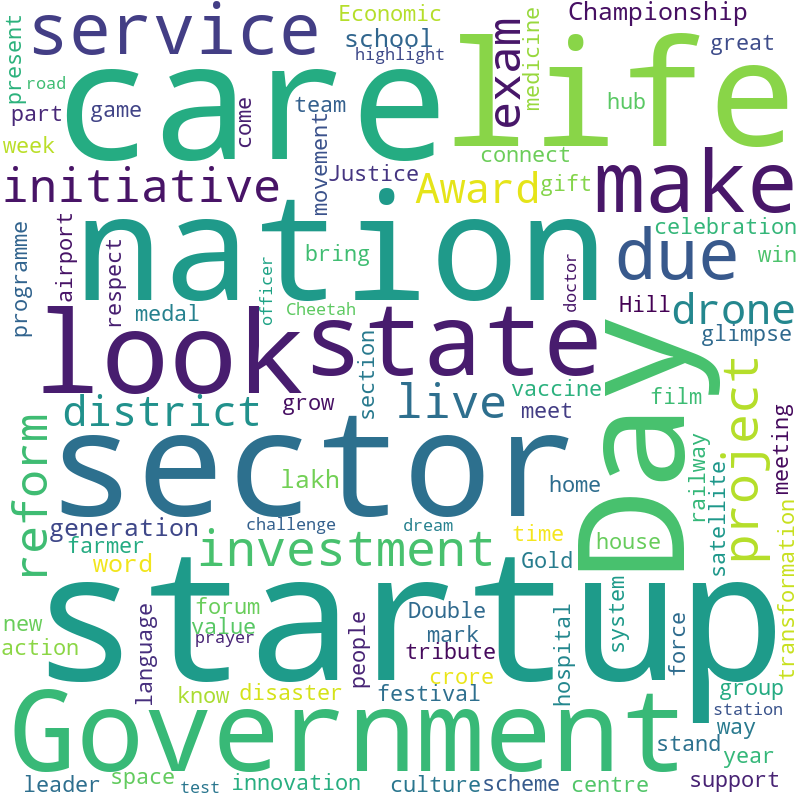 service
Economic
Championship
present
school
highlight
exam
medicine
great
road
care
life
part
game
come
team
hub
week
movement
Justice
connect
make
initiative
Award
gift
nation
due
celebration
programme
airport
respect
bring
win
officer
doctor
medal
Cheetah
Hill
drone
look
state
glimpse
section
Day
district
grow
live
vaccine
meet
film
project
meeting
reform
sector
lakh
home
railway
satellite
generation
challenge
dream
farmer
investment
time
house
word
Gold
transformation
startup
new
forum
value
Double
mark
system
force
action
language
prayer
people
tribute
hospital
crore
know
disaster
festival
group
Government
station
way
stand
year
leader
space
test
innovation
culture
scheme
centre
support